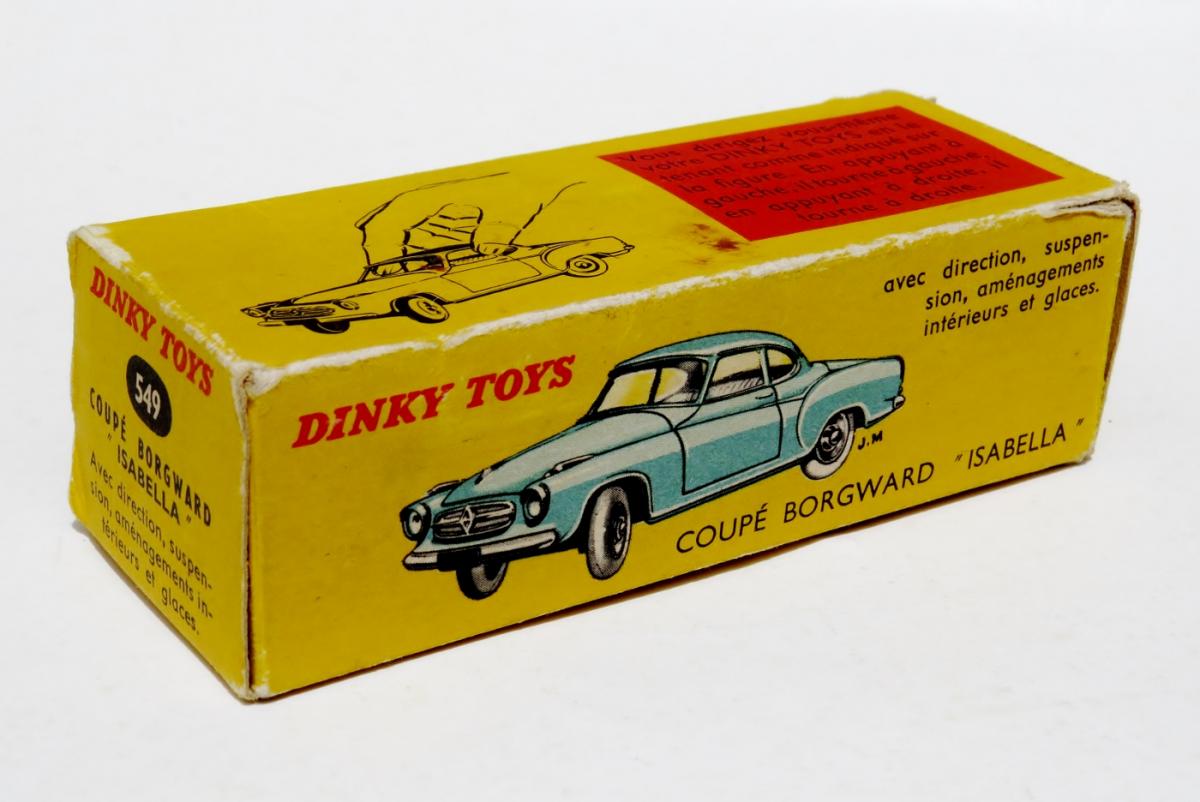 Vous dirigez vous-même
votre DINKY TOYS en le
tenant comme indiqué sur
la figure. En appuyant à
gauche, il tourne à gauche,
en appuyant à droite, il
tourne à droite.
DINKY TOYS
549
COUPÉ BORGWARD
"ISABELLA"
Avec direction, suspen-
sion, aménagements in-
térieurs et glaces.
DINKY TOYS
avec direction, suspen-
sion, aménagements
intérieurs et glaces.
J.M
COUPÉ BORGWARD "ISABELLA"